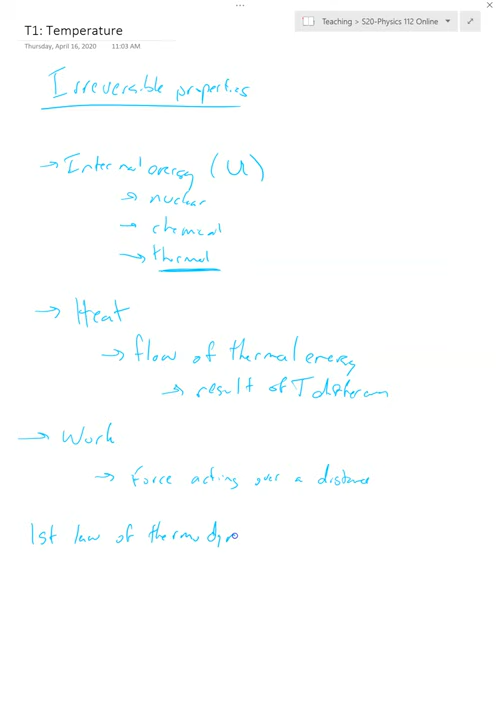 T1: Temperature
Teaching > S20-Physics 112 Online
Thursday, April 16, 2020 11:03 AM
Irreversible properties
→ Internal energy (U)
→ nuclear
→ chemical
→ thermal
→ Heat
→ flow of thermal energy
→ result of T
→ Work
→ Force acting over a distance
1st law of thermodyn